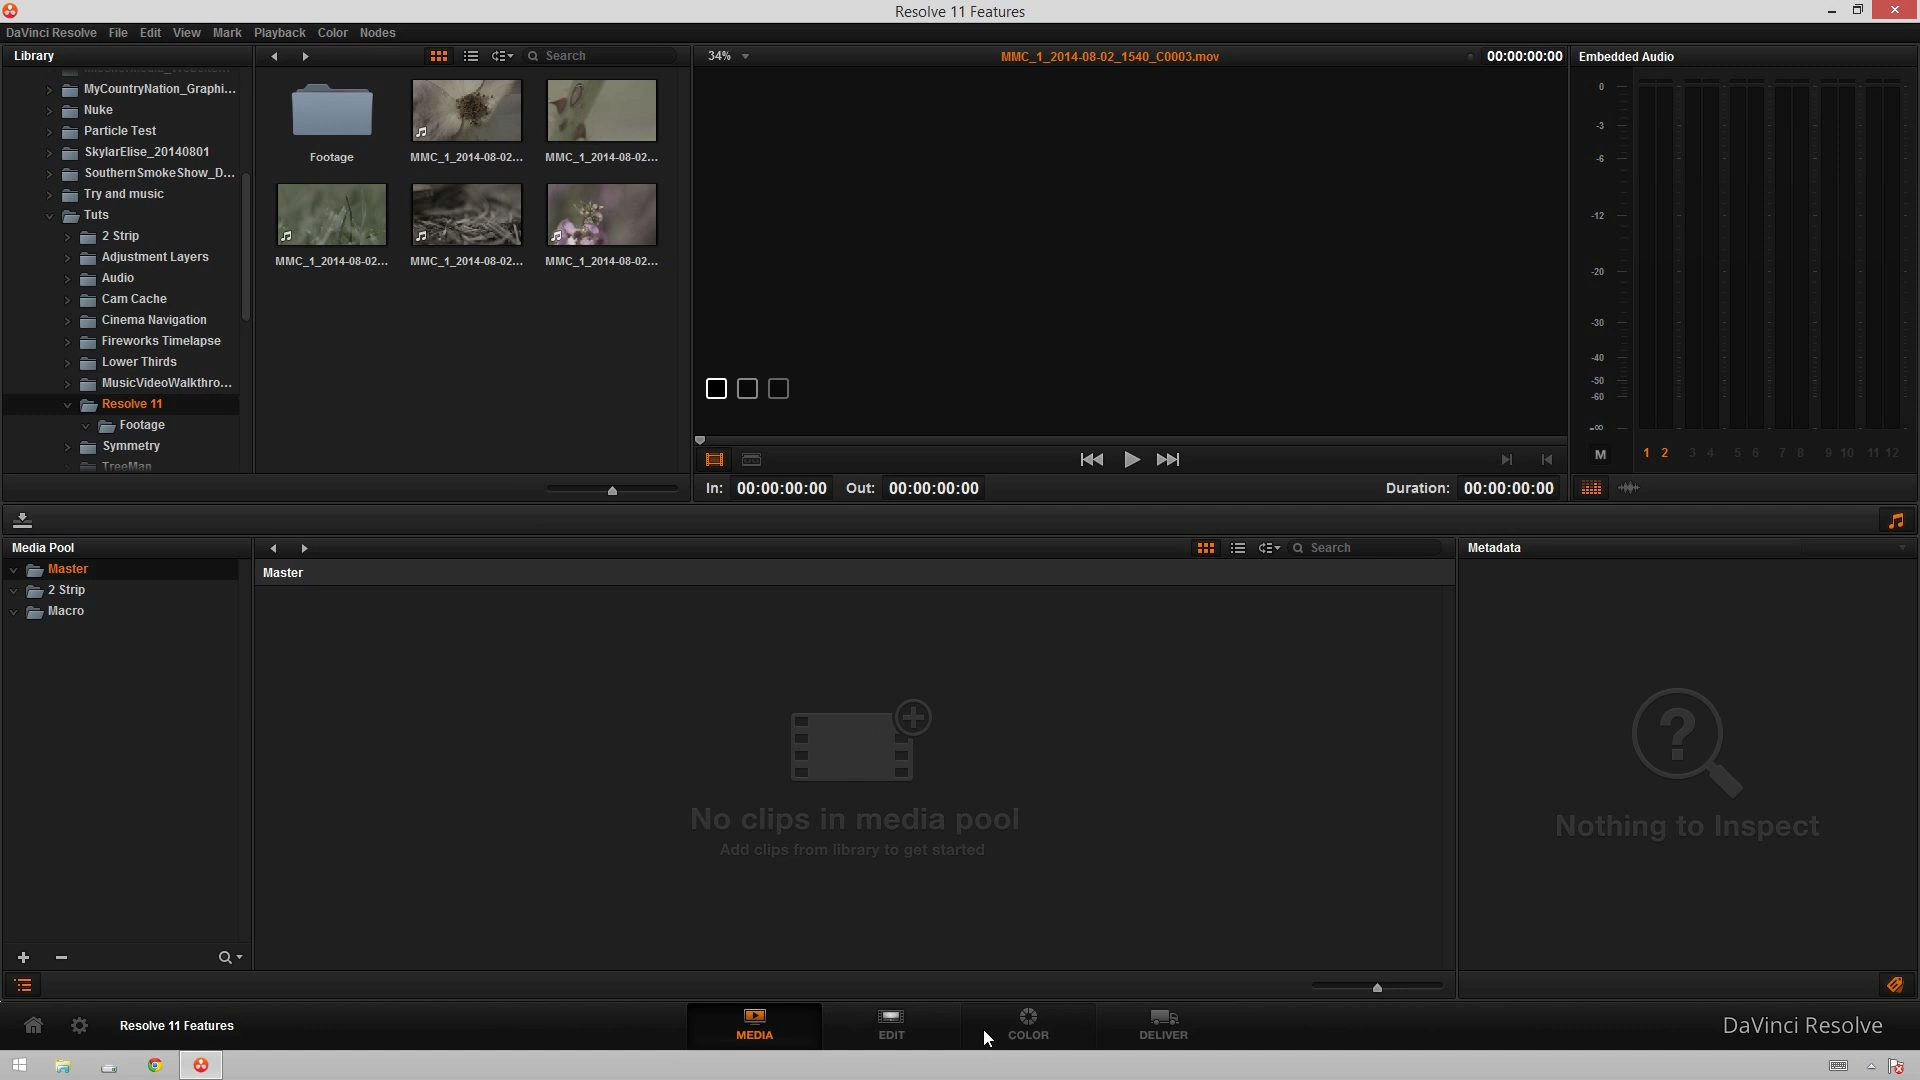 Resolve 11 Features
DaVinci Resolve File Edit View Mark Playback Color Nodes
Library
Search
34%
MMC_1_2014-08-02_1540_C0003.mov
00:00:00:00
Embedded Audio
MyCountryNation_Graphi...
Nuke
Particle Test
SkylarElise_20140801
SouthernSmokeShow_D...
Try and music
Tuts
2 Strip
Adjustment Layers
Audio
Cam Cache
Cinema Navigation
Fireworks Timelapse
Lower Thirds
MusicVideoWalkthro...
Resolve 11
Footage
Symmetry
TreeMan
Footage
MMC_1_2014-08-02...
MMC_1_2014-08-02...
MMC_1_2014-08-02...
MMC_1_2014-08-02...
MMC_1_2014-08-02...
0
-3
-6
-12
-20
-30
-40
-50
-60
-∞
M 1 2 3 4 5 6 7 8 9 10 11 12
In: 00:00:00:00 Out: 00:00:00:00
Duration: 00:00:00:00
Media Pool
Search
Metadata
Master
2 Strip
Macro
Master
No clips in media pool
Add clips from library to get started
Nothing to Inspect
Resolve 11 Features
MEDIA
EDIT
COLOR
DELIVER
DaVinci Resolve